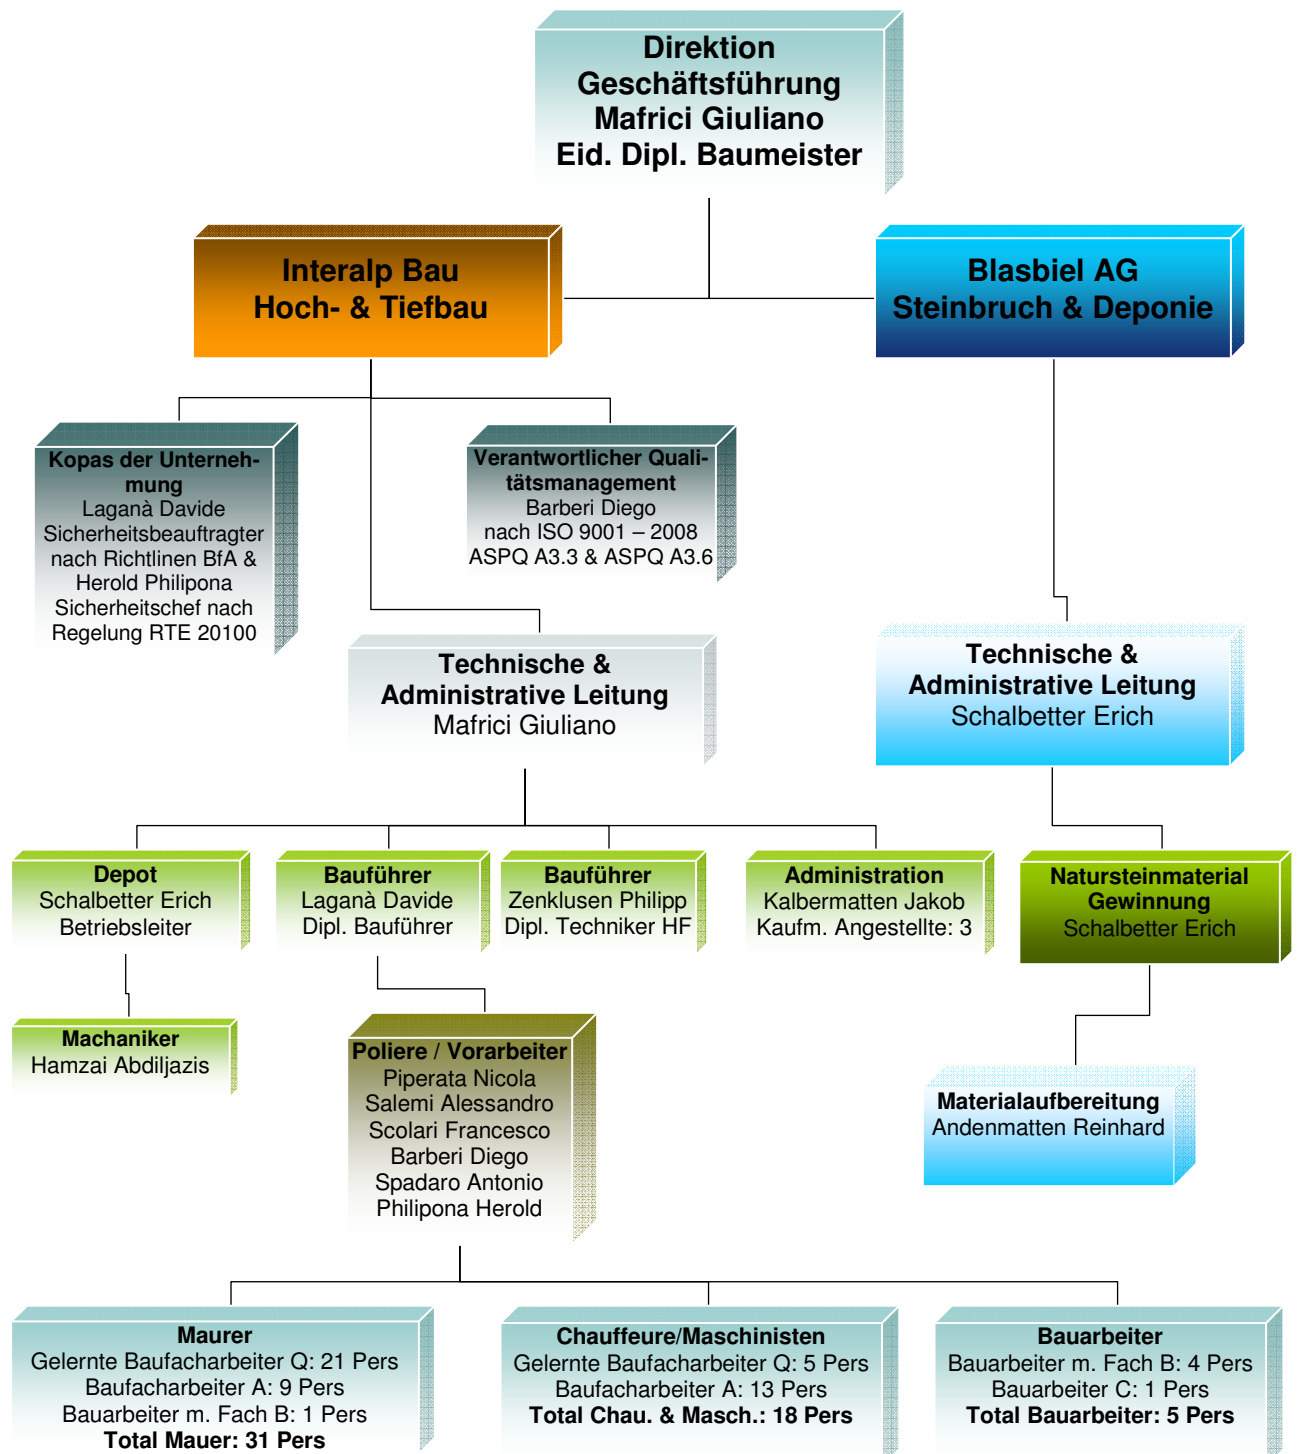 Direktion
Geschäftsführung
Mafrici Giuliano
Eid. Dipl. Baumeister
Interalp Bau
Hoch- & Tiefbau
Blasbiel AG
Steinbruch & Deponie
Kopas der Unterneh-
mung
Laganà Davide
Sicherheitsbeauftragter
nach Richtlinen BfA &
Herold Philipona
Sicherheitschef nach
Regelung RTE 20100
Verantwortlicher Quali-
tätsmanagement
Barberi Diego
nach ISO 9001 – 2008
ASPQ A3.3 & ASPQ A3.6
Technische &
Administrative Leitung
Mafrici Giuliano
Technische &
Administrative Leitung
Schalbetter Erich
Depot
Schalbetter Erich
Betriebsleiter
Bauführer
Laganà Davide
Dipl. Bauführer
Bauführer
Zenklusen Philipp
Dipl. Techniker HF
Administration
Kalbermatten Jakob
Kaufm. Angestellte: 3
Natursteinmaterial
Gewinnung
Schalbetter Erich
Machaniker
Hamzai Abdiljazis
Poliere / Vorarbeiter
Piperata Nicola
Salemi Alessandro
Scolari Francesco
Barberi Diego
Spadaro Antonio
Philipona Herold
Materialaufbereitung
Andenmatten Reinhard
Maurer
Gelernte Baufacharbeiter Q: 21 Pers
Baufacharbeiter A: 9 Pers
Bauarbeiter m. Fach B: 1 Pers
Total Mauer: 31 Pers
Chauffeure/Maschinisten
Gelernte Baufacharbeiter Q: 5 Pers
Baufacharbeiter A: 13 Pers
Total Chau. & Masch.: 18 Pers
Bauarbeiter
Bauarbeiter m. Fach B: 4 Pers
Bauarbeiter C: 1 Pers
Total Bauarbeiter: 5 Pers